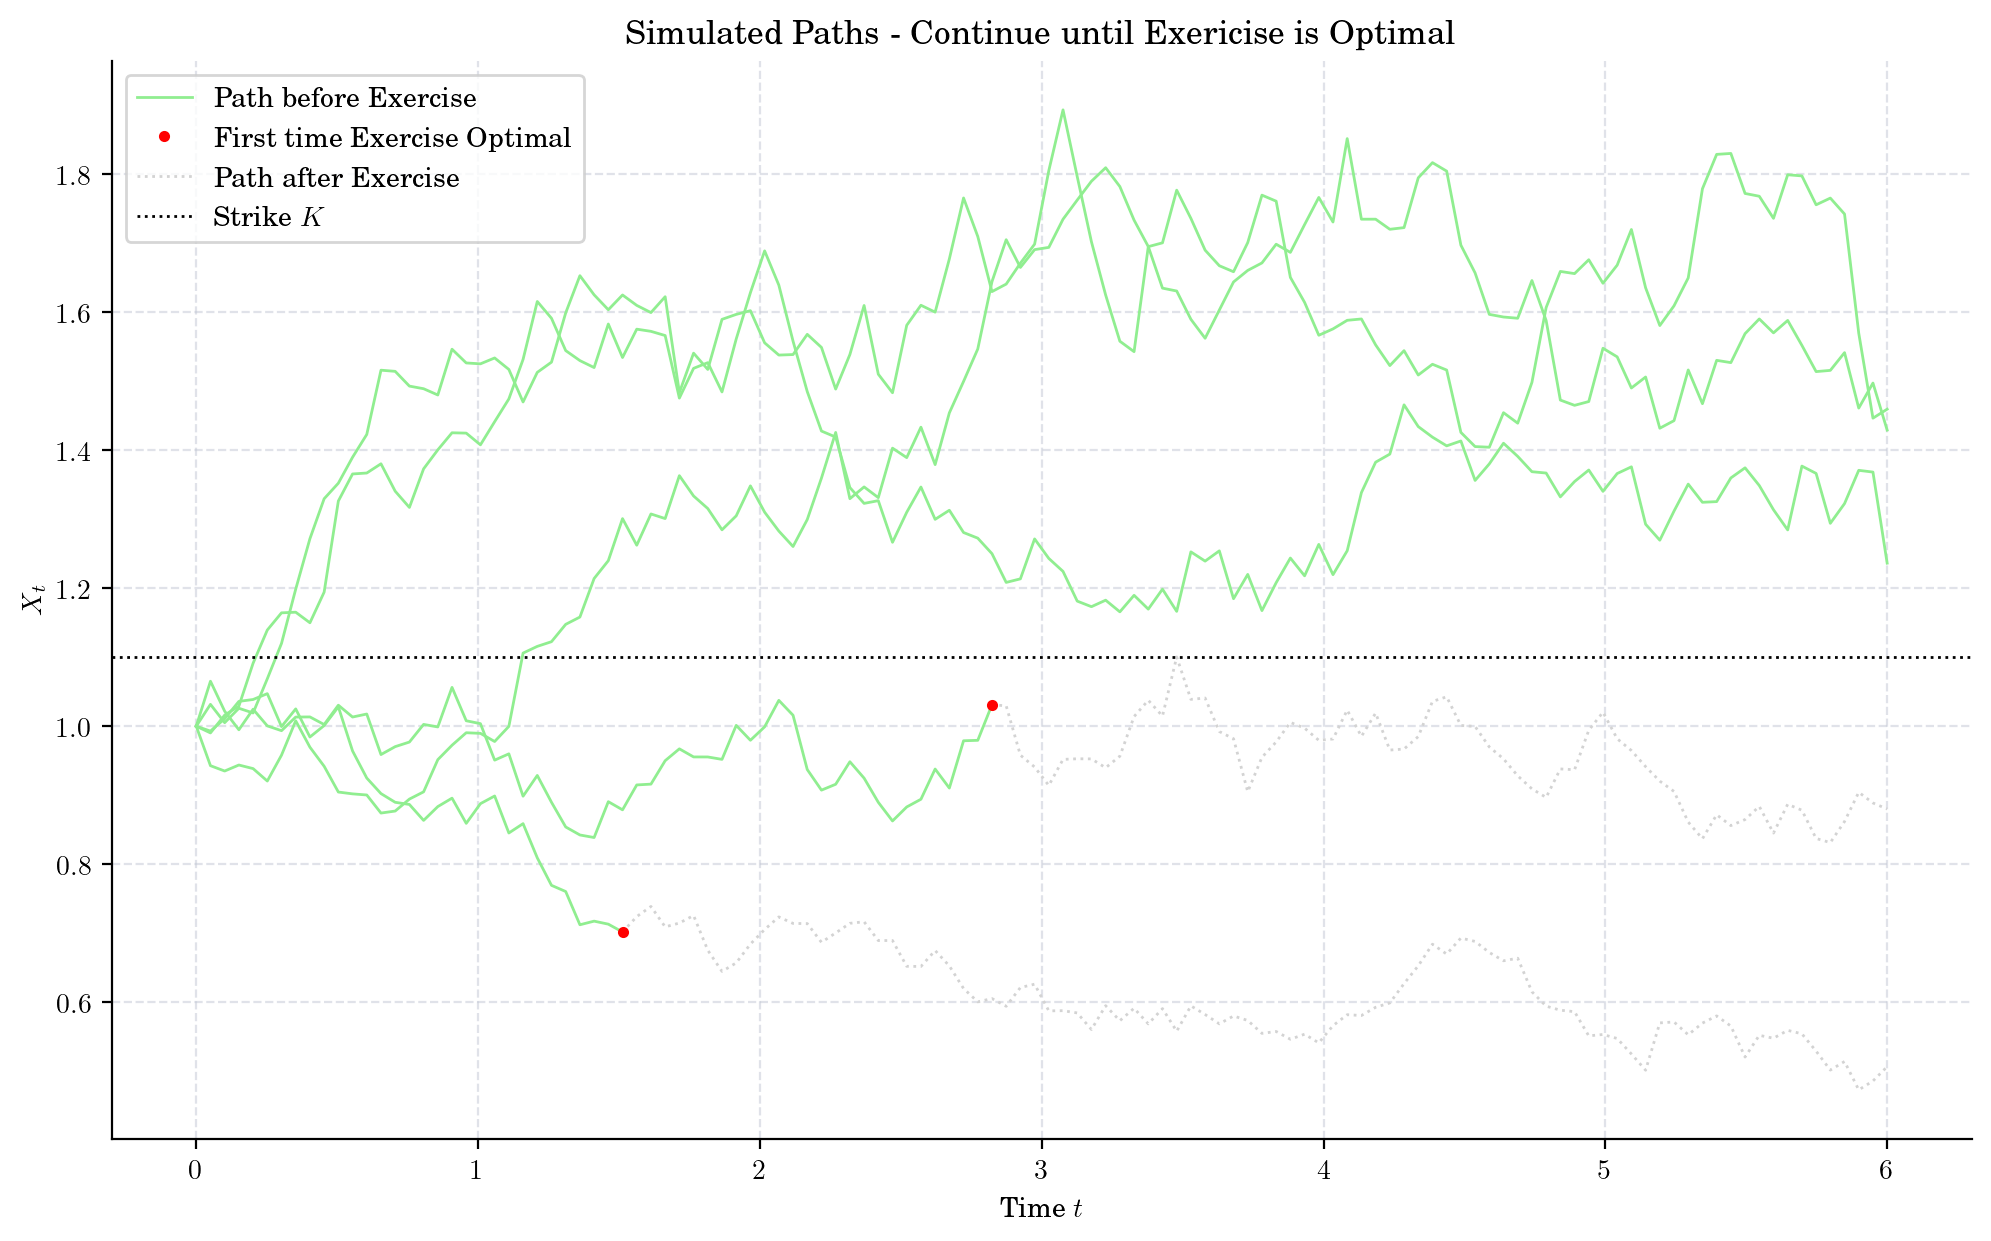 Simulated Paths - Continue until Exericise is Optimal
Path before Exercise
First time Exercise Optimal
Path after Exercise
Strike K
1.8
1.6
1.4
1.2
1.0
0.8
0.6
X_t
0 1 2 3 4 5 6
Time t